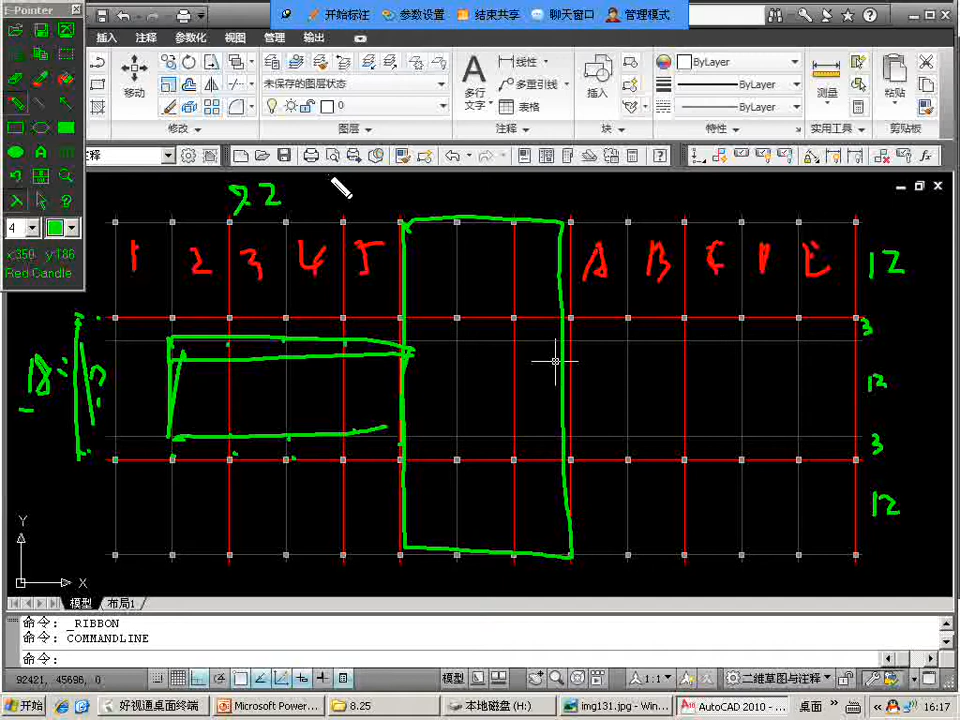 E-Pointer
开始标注 参数设置 结束共享 聊天窗口 管理模式
插入 注释 参数化 视图 管理 输出
移动
未保存的图层状态
0
多行
文字
线性
多重引线
表格
插入
ByLayer
ByLayer
ByLayer
测量
粘贴
修改 图层 注释 块 特性 实用工具 剪贴板
释
4
x:350 y:186
Red Candle
22
1 2 3 4 5 A B C D E 12
3
18
12
3
12
Y
X
模型 布局1
命令: _RIBBON
命令: COMMANDLINE
命令:
92421, 45696, 0 模型 1:1 二维草图与注释
开始 好视通桌面终端 Microsoft Power... 8.25 本地磁盘 (H:) img131.jpg - Win... AutoCAD 2010 - ... 桌面 16:17